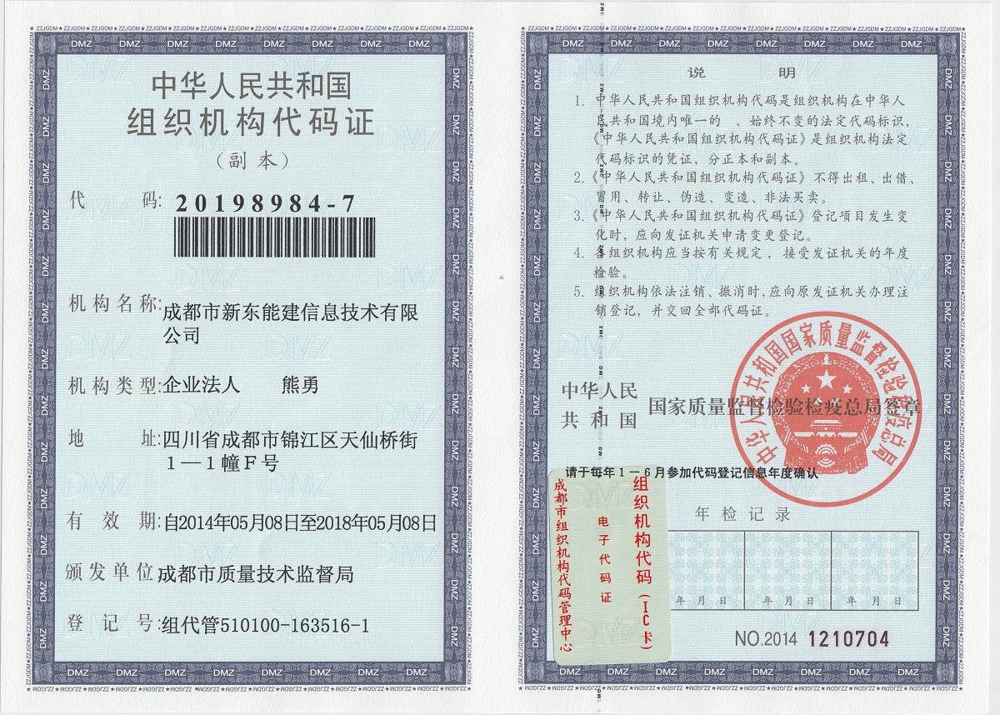 中华人民共和国
组织机构代码证
（副本）
代 码: 20198984-7
机构名称: 成都市新东能建信息技术有限
公司
机构类型: 企业法人 熊勇
地 址: 四川省成都市锦江区天仙桥街
1—1幢F号
有 效 期: 自2014年05月08日至2018年05月08日
颁发单位 成都市质量技术监督局
登 记 号: 组代管510100-163516-1
说 明
1. 中华人民共和国组织机构代码是组织机构在中华人
民共和国境内唯一的 、始终不变的法定代码标识，
《中华人民共和国组织机构代码证》是组织机构法定
代码标识的凭证，分正本和副本。
2.《中华人民共和国组织机构代码证》不得出租、出借、
冒用、转让、伪造、变造、非法买卖。
3.《中华人民共和国组织机构代码证》登记项目发生变
化时，应向发证机关申请变更登记。
4. 各组织机构应当按有关规定，接受发证机关的年度
检验。
5. 组织机构依法注销、撤消时，应向原发证机关办理注
销登记，并交回全部代码证。
中华人民
共和国
国家质量监督检验检疫总局签章
中华人民共和国国家质量监督检验检疫总局
请于每年1－6月参加代码登记信息年度确认
年检记录
组织机构代码（IC卡）
电子代码证
成都市组织机构代码管理中心
年 月 日
年 月 日
年 月 日
NO.2014 1210704